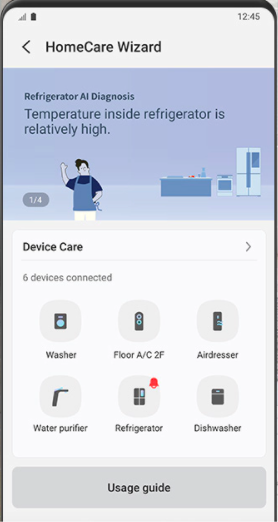 12:45
HomeCare Wizard
Refrigerator AI Diagnosis
Temperature inside refrigerator is
relatively high.
1/4
Device Care
6 devices connected
Washer
Floor A/C 2F
Airdresser
Water purifier
Refrigerator
Dishwasher
Usage guide